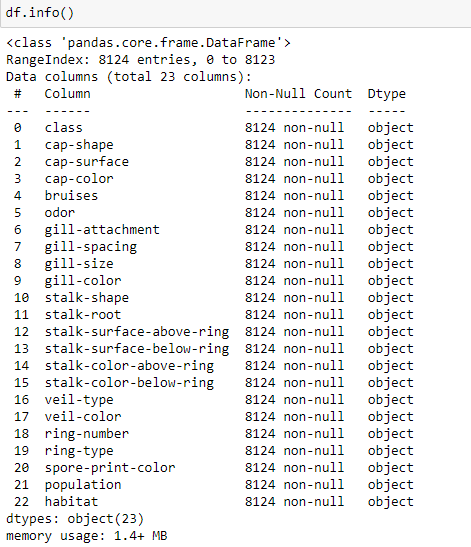 df.info()
<class 'pandas.core.frame.DataFrame'>
RangeIndex: 8124 entries, 0 to 8123
Data columns (total 23 columns):
 #   Column                    Non-Null Count  Dtype
---  ------                    --------------  -----
 0   class                     8124 non-null   object
 1   cap-shape                 8124 non-null   object
 2   cap-surface               8124 non-null   object
 3   cap-color                 8124 non-null   object
 4   bruises                   8124 non-null   object
 5   odor                      8124 non-null   object
 6   gill-attachment           8124 non-null   object
 7   gill-spacing              8124 non-null   object
 8   gill-size                 8124 non-null   object
 9   gill-color                8124 non-null   object
 10  stalk-shape               8124 non-null   object
 11  stalk-root                8124 non-null   object
 12  stalk-surface-above-ring  8124 non-null   object
 13  stalk-surface-below-ring  8124 non-null   object
 14  stalk-color-above-ring    8124 non-null   object
 15  stalk-color-below-ring    8124 non-null   object
 16  veil-type                 8124 non-null   object
 17  veil-color                8124 non-null   object
 18  ring-number               8124 non-null   object
 19  ring-type                 8124 non-null   object
 20  spore-print-color         8124 non-null   object
 21  population                8124 non-null   object
 22  habitat                   8124 non-null   object
dtypes: object(23)
memory usage: 1.4+ MB